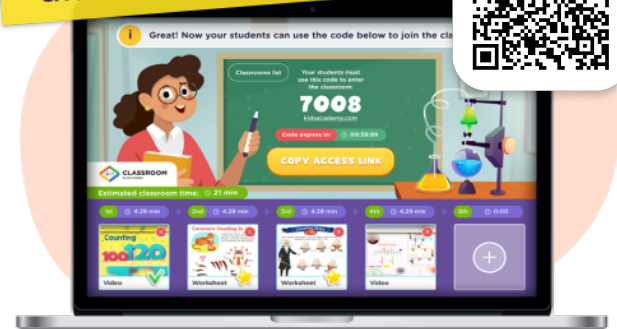 Great! Now your students can use the code below to join the cla
Classrooms list
Your students must
use this code to enter
the classroom:
7008
kidsacademy.com
Code expires in: 00:59:99
COPY ACCESS LINK
CLASSROOM
Estimated classroom time: 21 min
1st 4.29 min
2nd 4.29 min
3rd 4.29 min
4th 4.29 min
5th 0:00
Counting
100 120
Video
Worksheet
Worksheet
Video